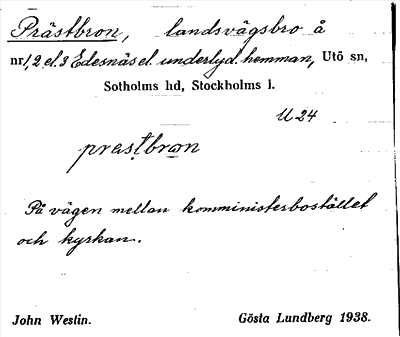 Prästbron, landsvägsbro å
nr 1, 2 el. 3 Edesnäs el. underlyd. hemman, Utö sn,
Sotholms hd, Stockholms l.
U 24
prastbron
På vägen mellan komministerbostället
och kyrkan.
John Westin. Gösta Lundberg 1938.